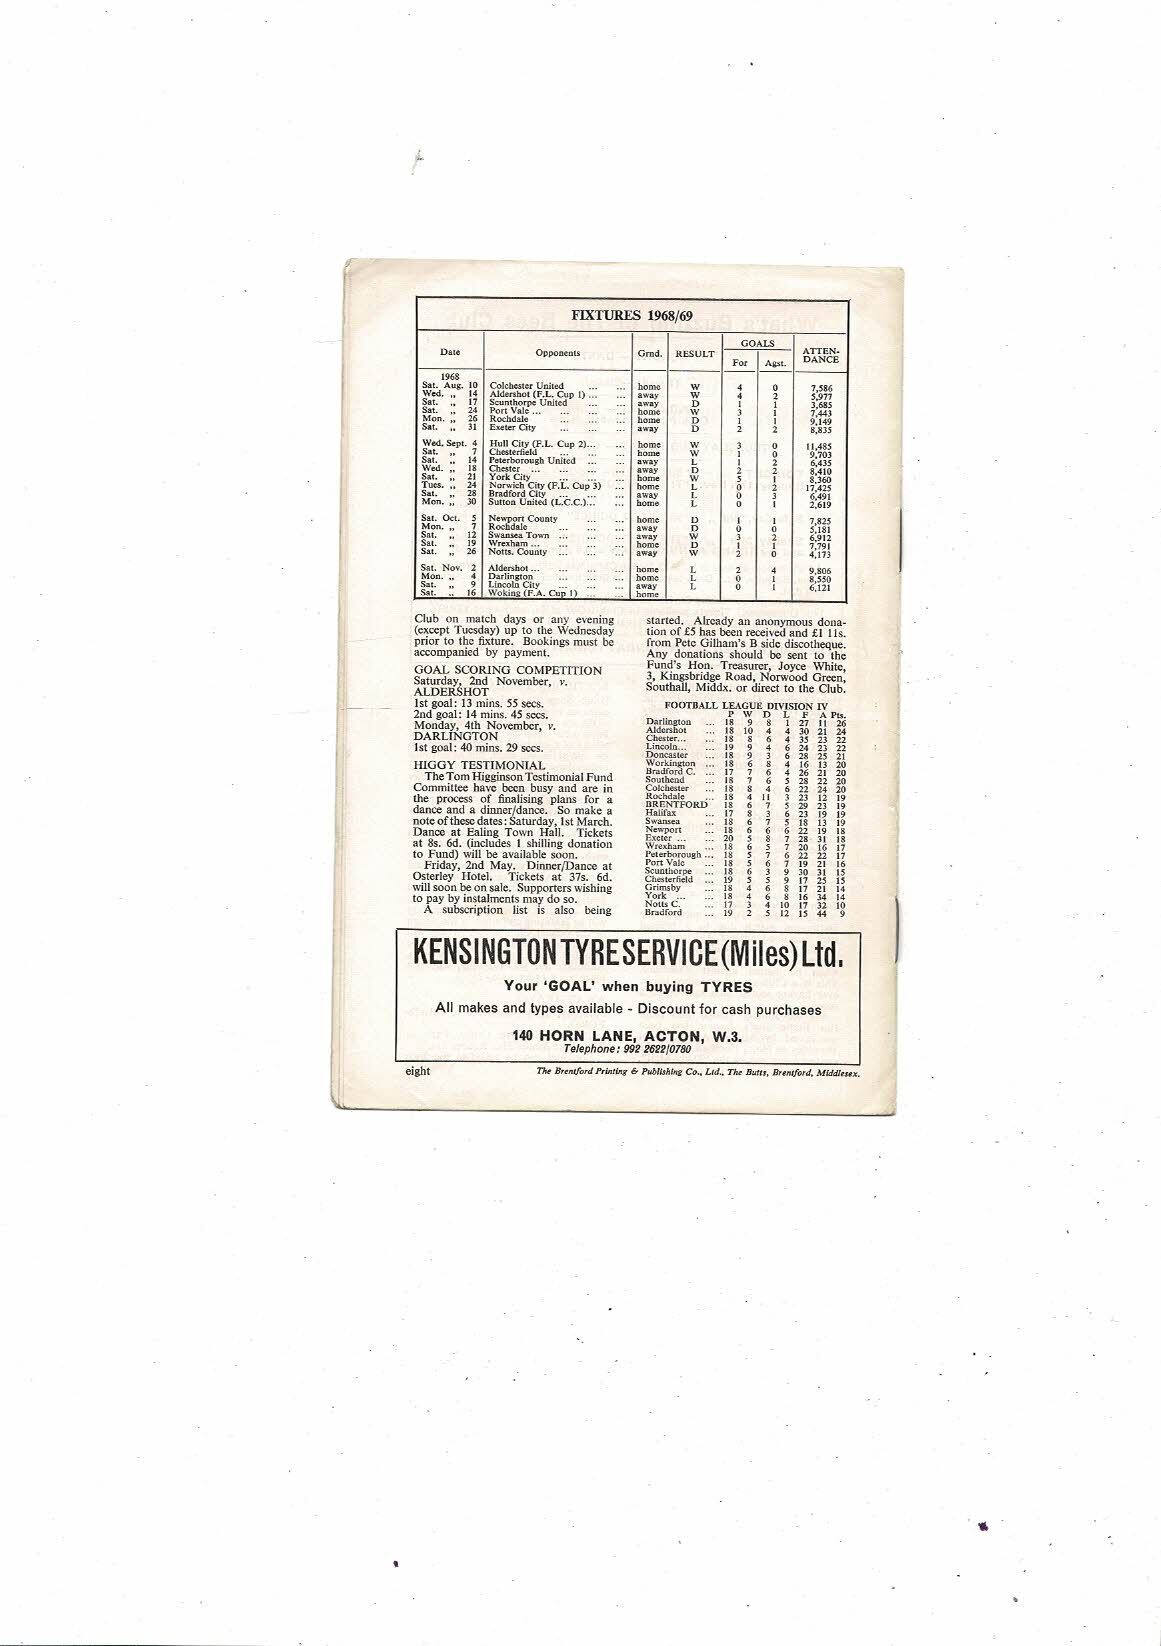 FIXTURES 1968/69
Date Opponents Grnd. RESULT GOALS For Agst. ATTEN-DANCE
1968
Sat. Aug. 10 Colchester United ... ... home W 4 0 7,586
Wed. „ 14 Aldershot (F.L. Cup 1) ... ... away W 4 2 5,977
Sat. „ 17 Scunthorpe United ... away D 1 1 3,685
Sat. „ 24 Port Vale ... ... ... ... home W 3 1 7,443
Mon. „ 26 Rochdale ... ... ... home D 1 1 9,149
Sat. „ 31 Exeter City ... ... ... away D 2 2 8,835
Wed. Sept. 4 Hull City (F.L. Cup 2)... ... home W 3 0 11,485
Sat. „ 7 Chesterfield ... ... ... home W 1 0 9,703
Sat. „ 14 Peterborough United ... ... away L 1 2 6,435
Wed. „ 18 Chester ... ... ... ... away D 2 2 8,410
Sat. „ 21 York City ... ... ... home W 5 1 8,360
Tues. „ 24 Norwich City (F.L. Cup 3) ... home L 0 2 17,425
Sat. „ 28 Bradford City ... ... ... away L 0 3 6,491
Mon. „ 30 Sutton United (L.C.C.)... ... home L 0 1 2,619
Sat. Oct. 5 Newport County ... ... home D 1 1 7,825
Mon. „ 7 Rochdale ... ... ... away D 0 0 5,181
Sat. „ 12 Swansea Town ... ... ... away W 3 2 6,912
Sat. „ 19 Wrexham ... ... ... ... home D 1 1 7,791
Sat. „ 26 Notts. County ... ... ... away W 2 0 4,173
Sat. Nov. 2 Aldershot ... ... ... ... home L 2 4 9,806
Mon. „ 4 Darlington ... ... ... home L 0 1 8,550
Sat. „ 9 Lincoln City ... ... ... away L 0 1 6,121
Sat. „ 16 Woking (F.A. Cup 1) ... ... home
Club on match days or any evening
(except Tuesday) up to the Wednesday
prior to the fixture. Bookings must be
accompanied by payment.
GOAL SCORING COMPETITION
Saturday, 2nd November, v.
ALDERSHOT
1st goal: 13 mins. 55 secs.
2nd goal: 14 mins. 45 secs.
Monday, 4th November, v.
DARLINGTON
1st goal: 40 mins. 29 secs.
HIGGY TESTIMONIAL
The Tom Higginson Testimonial Fund
Committee have been busy and are in
the process of finalising plans for a
dance and a dinner/dance. So make a
note of these dates: Saturday, 1st March.
Dance at Ealing Town Hall. Tickets
at 8s. 6d. (includes 1 shilling donation
to Fund) will be available soon.
Friday, 2nd May. Dinner/Dance at
Osterley Hotel. Tickets at 37s. 6d.
will soon be on sale. Supporters wishing
to pay by instalments may do so.
A subscription list is also being
started. Already an anonymous dona-
tion of £5 has been received and £1 11s.
from Pete Gilham's B side discotheque.
Any donations should be sent to the
Fund's Hon. Treasurer, Joyce White,
3, Kingsbridge Road, Norwood Green,
Southall, Middx. or direct to the Club.
FOOTBALL LEAGUE DIVISION IV
P W D L F A Pts.
Darlington ... 18 9 8 1 27 11 26
Aldershot ... 18 10 4 4 30 21 24
Chester... ... 18 8 6 4 35 23 22
Lincoln... ... 19 9 4 6 24 23 22
Doncaster ... 18 9 3 6 28 25 21
Workington ... 18 6 8 4 16 13 20
Bradford C. ... 17 7 6 4 26 21 20
Southend ... 18 7 6 5 28 22 20
Colchester ... 18 8 4 6 22 24 20
Rochdale ... 18 4 11 3 23 12 19
BRENTFORD 18 6 7 5 29 23 19
Halifax ... 17 8 3 6 23 19 19
Swansea ... 18 6 7 5 18 13 19
Newport ... 18 6 6 6 22 19 18
Exeter ... ... 20 5 8 7 28 31 18
Wrexham ... 18 6 5 7 20 16 17
Peterborough ... 18 5 7 6 22 22 17
Port Vale ... 18 5 6 7 19 21 16
Scunthorpe ... 18 6 3 9 30 31 15
Chesterfield ... 19 5 5 9 17 25 15
Grimsby ... 18 4 6 8 17 21 14
York ... ... 18 4 6 8 16 34 14
Notts C. ... 17 3 4 10 17 32 10
Bradford ... 19 2 5 12 15 44 9
KENSINGTON TYRE SERVICE (Miles) Ltd.
Your 'GOAL' when buying TYRES
All makes and types available - Discount for cash purchases
140 HORN LANE, ACTON, W.3.
Telephone: 992 2622/0780
eight The Brentford Printing & Publishing Co., Ltd., The Butts, Brentford, Middlesex.